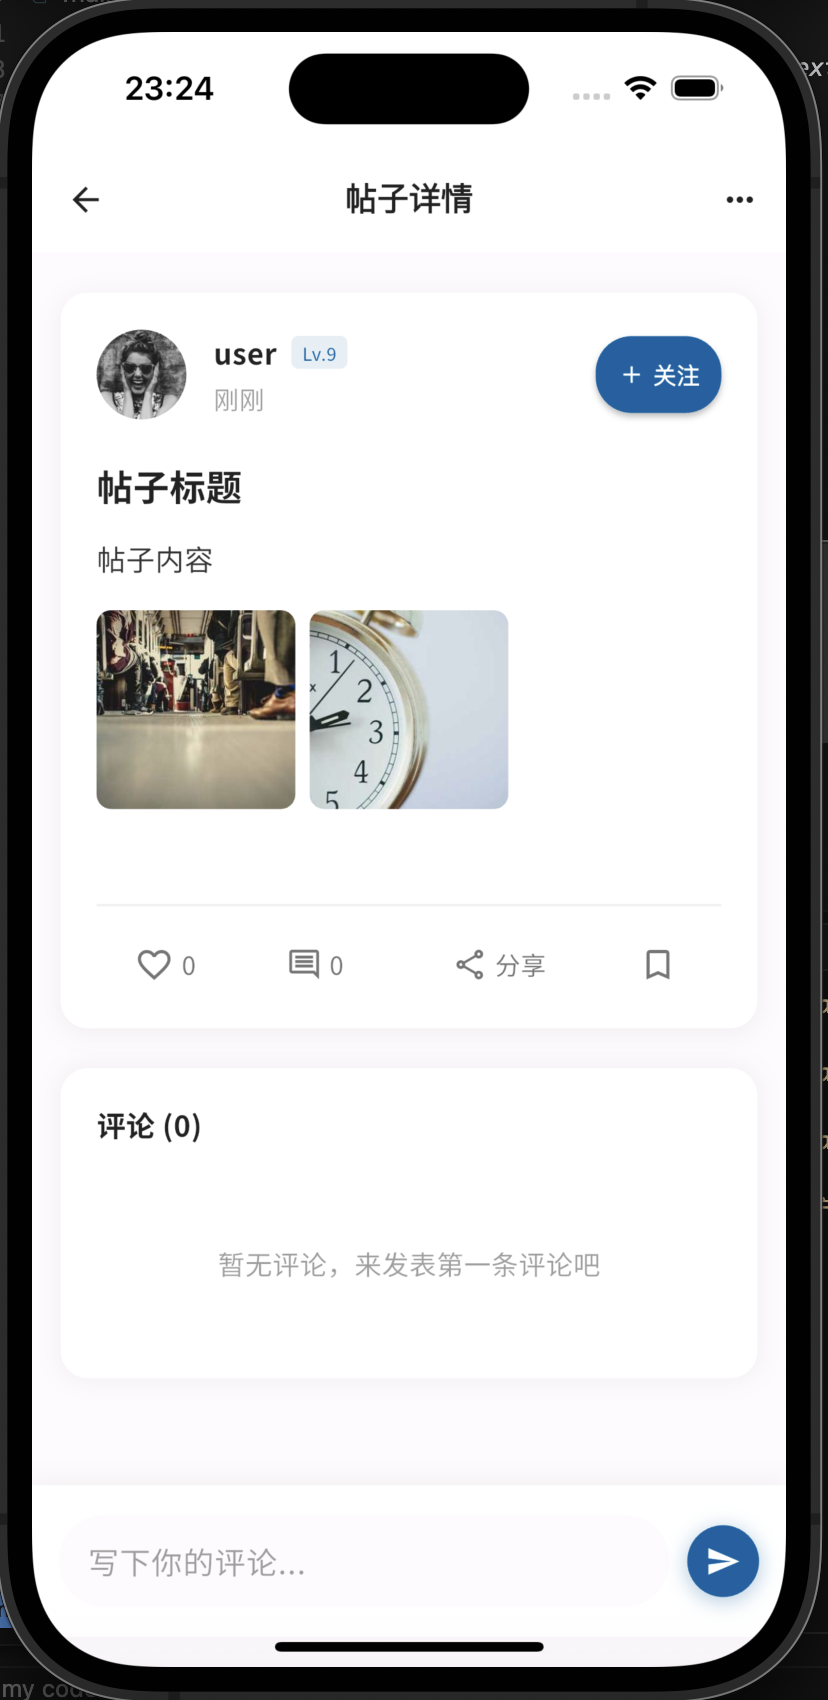 23:24
帖子详情
user Lv.9
刚刚
+ 关注
帖子标题
帖子内容
1
2
3
4
5
0 0 分享
评论 (0)
暂无评论，来发表第一条评论吧
写下你的评论...